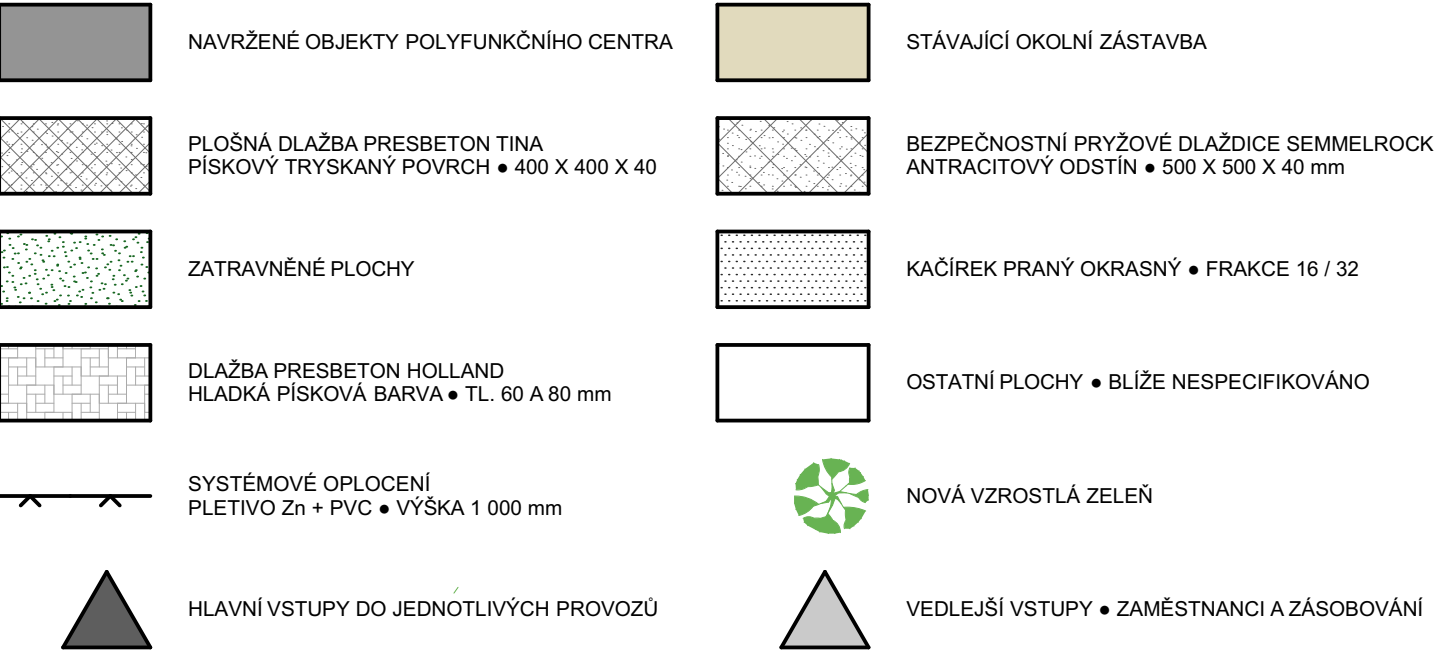 NAVRŽENÉ OBJEKTY POLYFUNKČNÍHO CENTRA
STÁVAJÍCÍ OKOLNÍ ZÁSTAVBA
PLOŠNÁ DLAŽBA PRESBETON TINA
PÍSKOVÝ TRYSKANÝ POVRCH ● 400 X 400 X 40
BEZPEČNOSTNÍ PRYŽOVÉ DLAŽDICE SEMMELROCK
ANTRACITOVÝ ODSTÍN ● 500 X 500 X 40 mm
ZATRAVNĚNÉ PLOCHY
KAČÍREK PRANÝ OKRASNÝ ● FRAKCE 16 / 32
DLAŽBA PRESBETON HOLLAND
HLADKÁ PÍSKOVÁ BARVA ● TL. 60 A 80 mm
OSTATNÍ PLOCHY ● BLÍŽE NESPECIFIKOVÁNO
SYSTÉMOVÉ OPLOCENÍ
PLETIVO Zn + PVC ● VÝŠKA 1 000 mm
NOVÁ VZROSTLÁ ZELEŇ
HLAVNÍ VSTUPY DO JEDNOTLIVÝCH PROVOZŮ
VEDLEJŠÍ VSTUPY ● ZAMĚSTNANCI A ZÁSOBOVÁNÍ